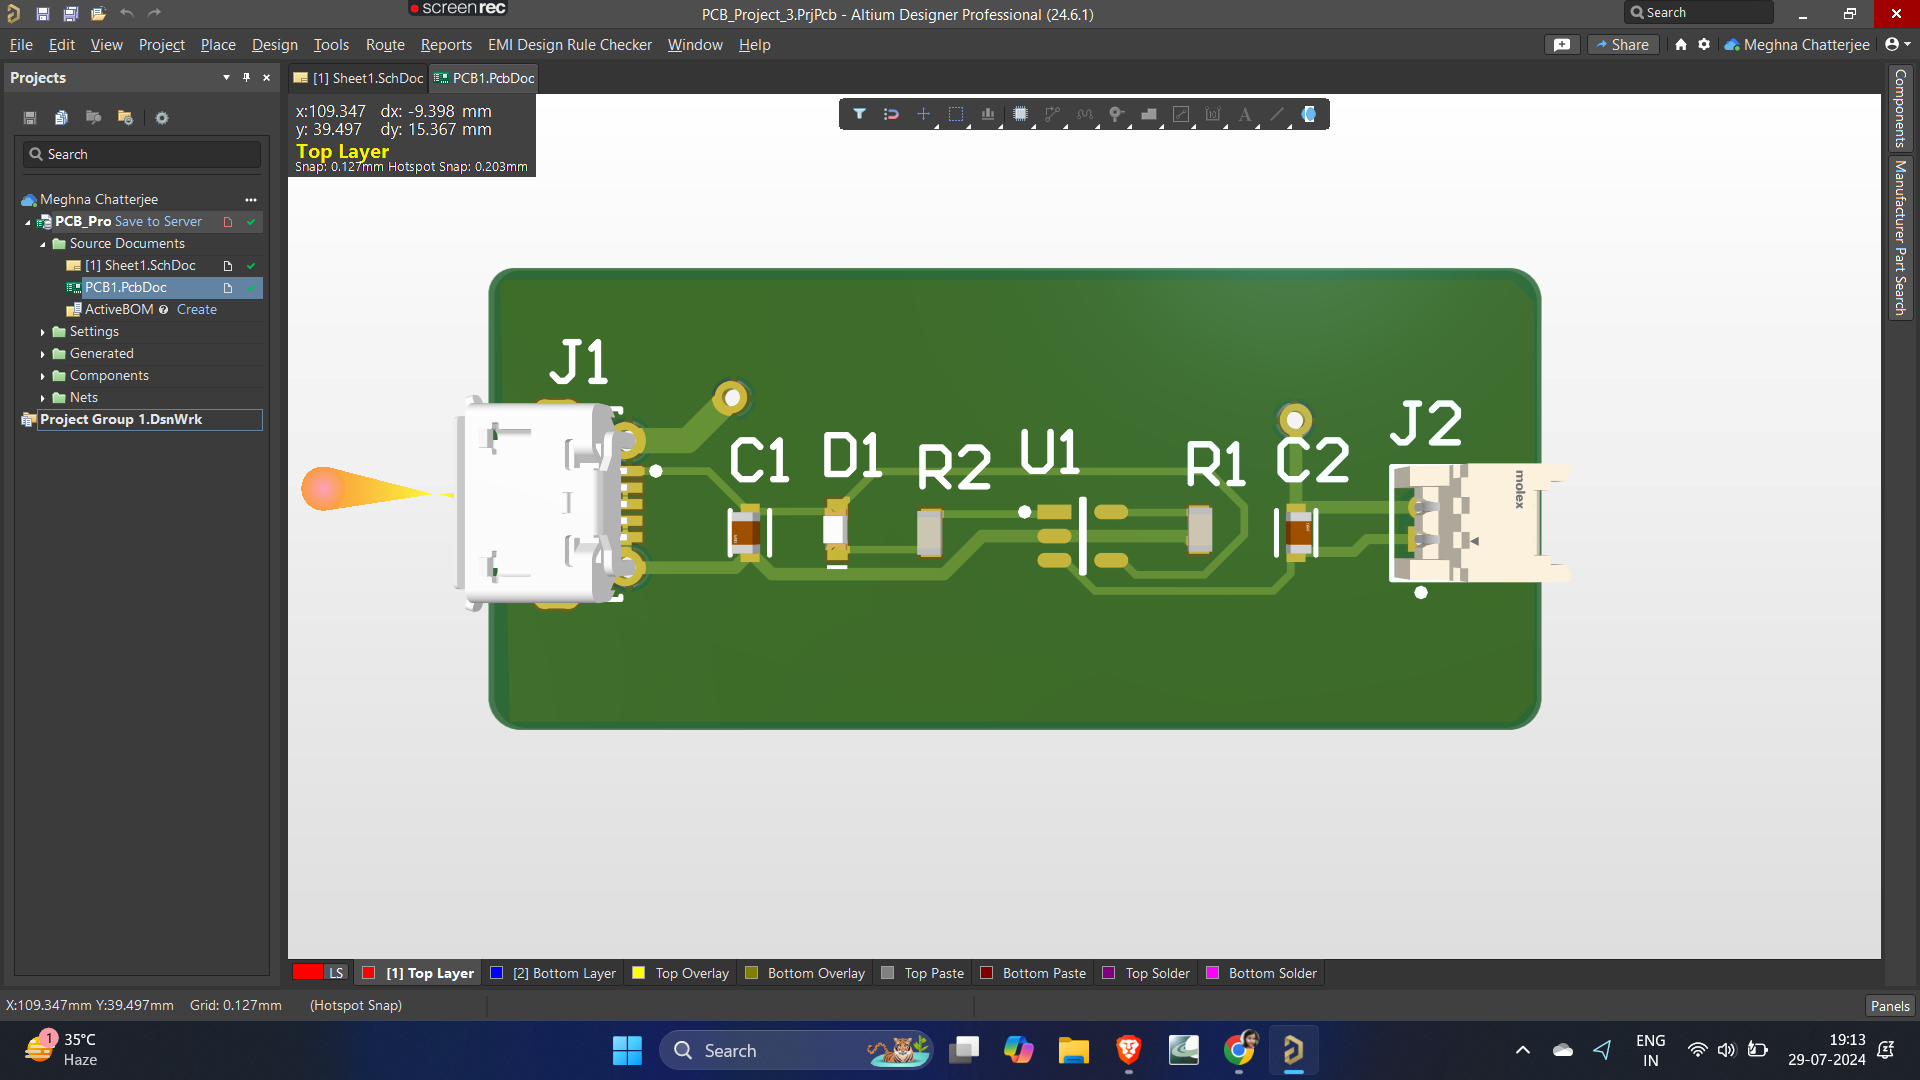 screenrec
PCB_Project_3.PrjPcb - Altium Designer Professional (24.6.1)
Search
File Edit View Project Place Design Tools Route Reports EMI Design Rule Checker Window Help
Share
Meghna Chatterjee
Projects
[1] Sheet1.SchDoc
PCB1.PcbDoc
x:109.347 dx: -9.398 mm
y: 39.497 dy: 15.367 mm
Top Layer
Snap: 0.127mm Hotspot Snap: 0.203mm
Search
Meghna Chatterjee
PCB_Pro Save to Server
Source Documents
[1] Sheet1.SchDoc
PCB1.PcbDoc
ActiveBOM Create
Settings
Generated
Components
Nets
Project Group 1.DsnWrk
J1
C1
D1
R2
U1
R1
C2
J2
molex
Components
Manufacturer Part Search
LS
[1] Top Layer
[2] Bottom Layer
Top Overlay
Bottom Overlay
Top Paste
Bottom Paste
Top Solder
Bottom Solder
X:109.347mm Y:39.497mm Grid: 0.127mm (Hotspot Snap)
Panels
1
35°C
Haze
Search
ENG
IN
19:13
29-07-2024